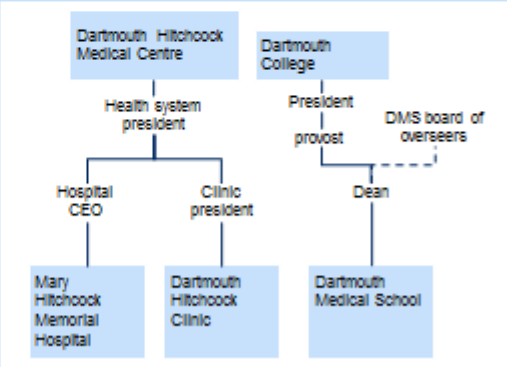 Dartmouth Hitchcock
Medical Centre
Dartmouth
College
Health system
president
President
provost
DMS board of
overseers
Hospital
CEO
Clinic
president
Dean
Mary
Hitchcock
Memorial
Hospital
Dartmouth
Hitchcock
Clinic
Dartmouth
Medical School